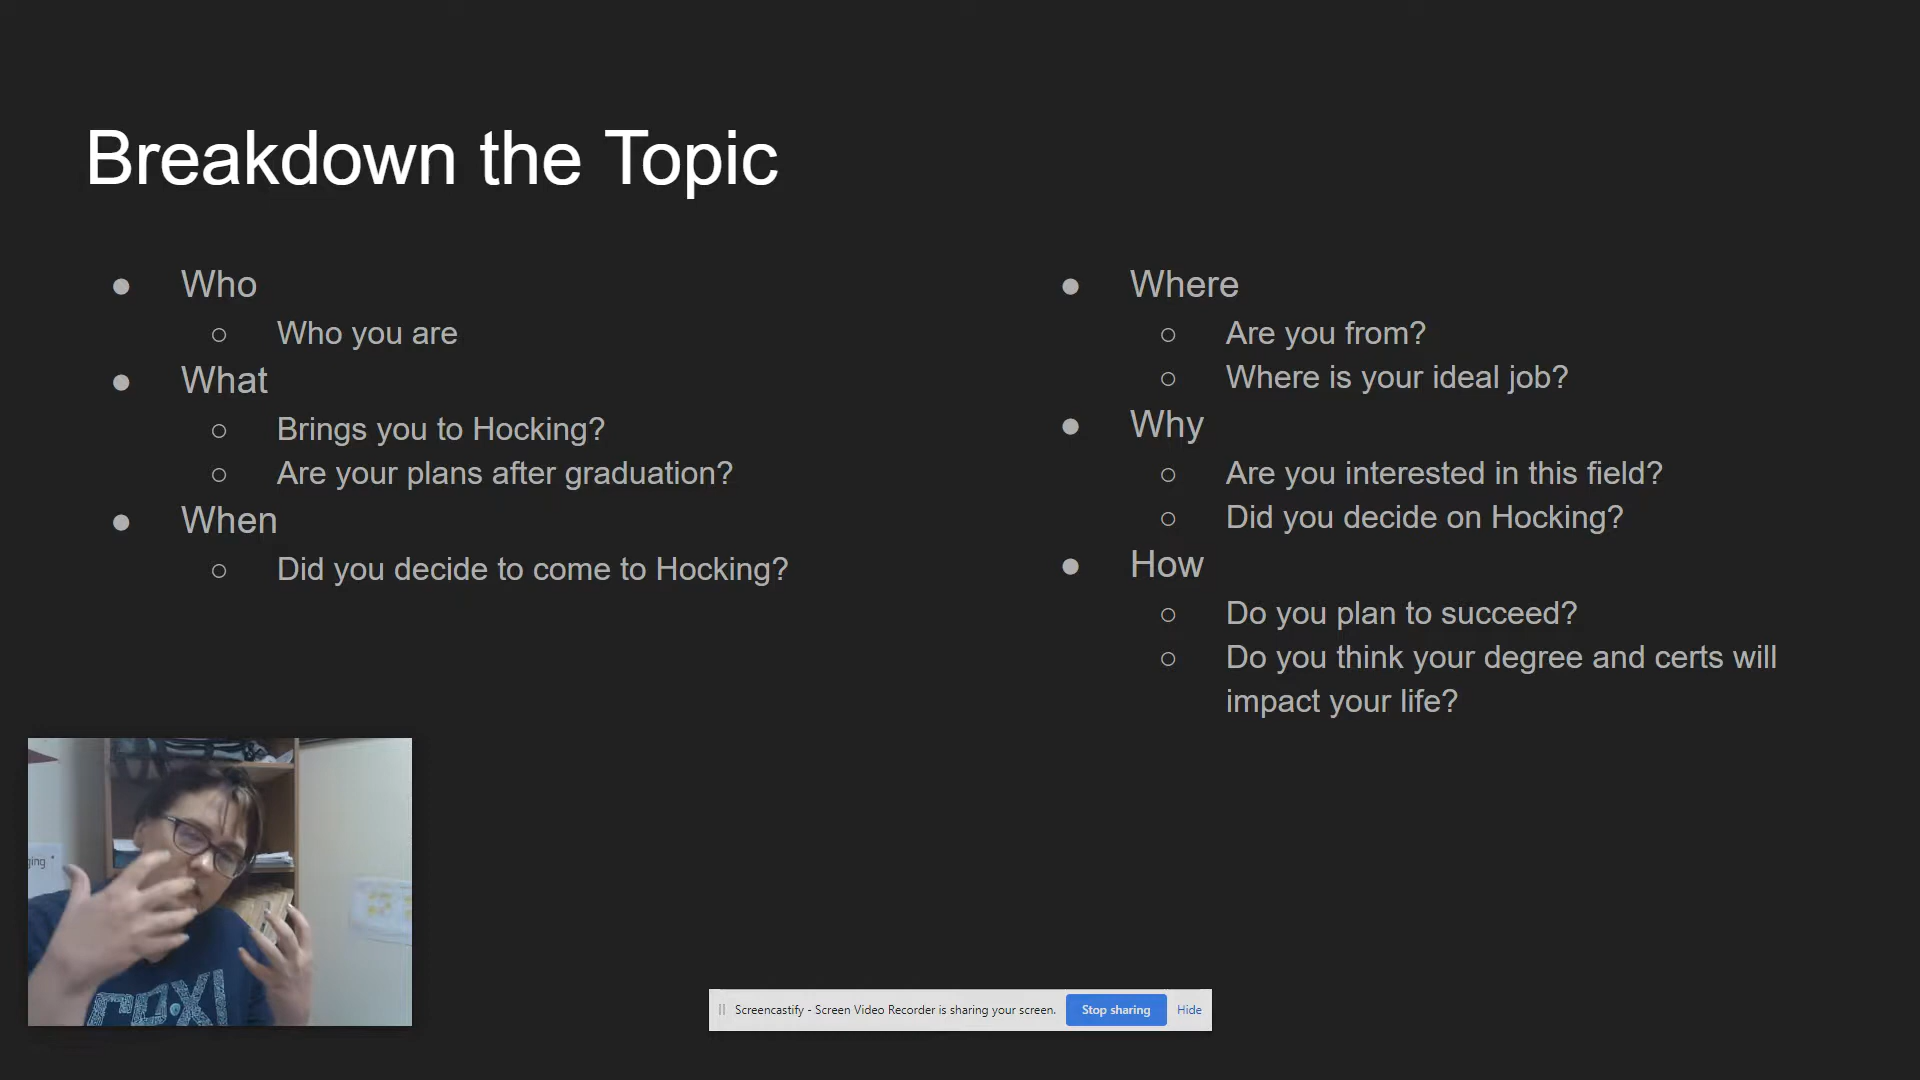 Breakdown the Topic
● Who
○ Who you are
● What
○ Brings you to Hocking?
○ Are your plans after graduation?
● When
○ Did you decide to come to Hocking?
● Where
○ Are you from?
○ Where is your ideal job?
● Why
○ Are you interested in this field?
○ Did you decide on Hocking?
● How
○ Do you plan to succeed?
○ Do you think your degree and certs will
impact your life?
Screencastify - Screen Video Recorder is sharing your screen. Stop sharing Hide